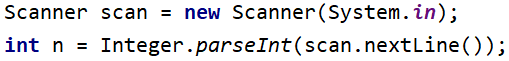 Scanner scan = new Scanner(System.in);
int n = Integer.parseInt(scan.nextLine());